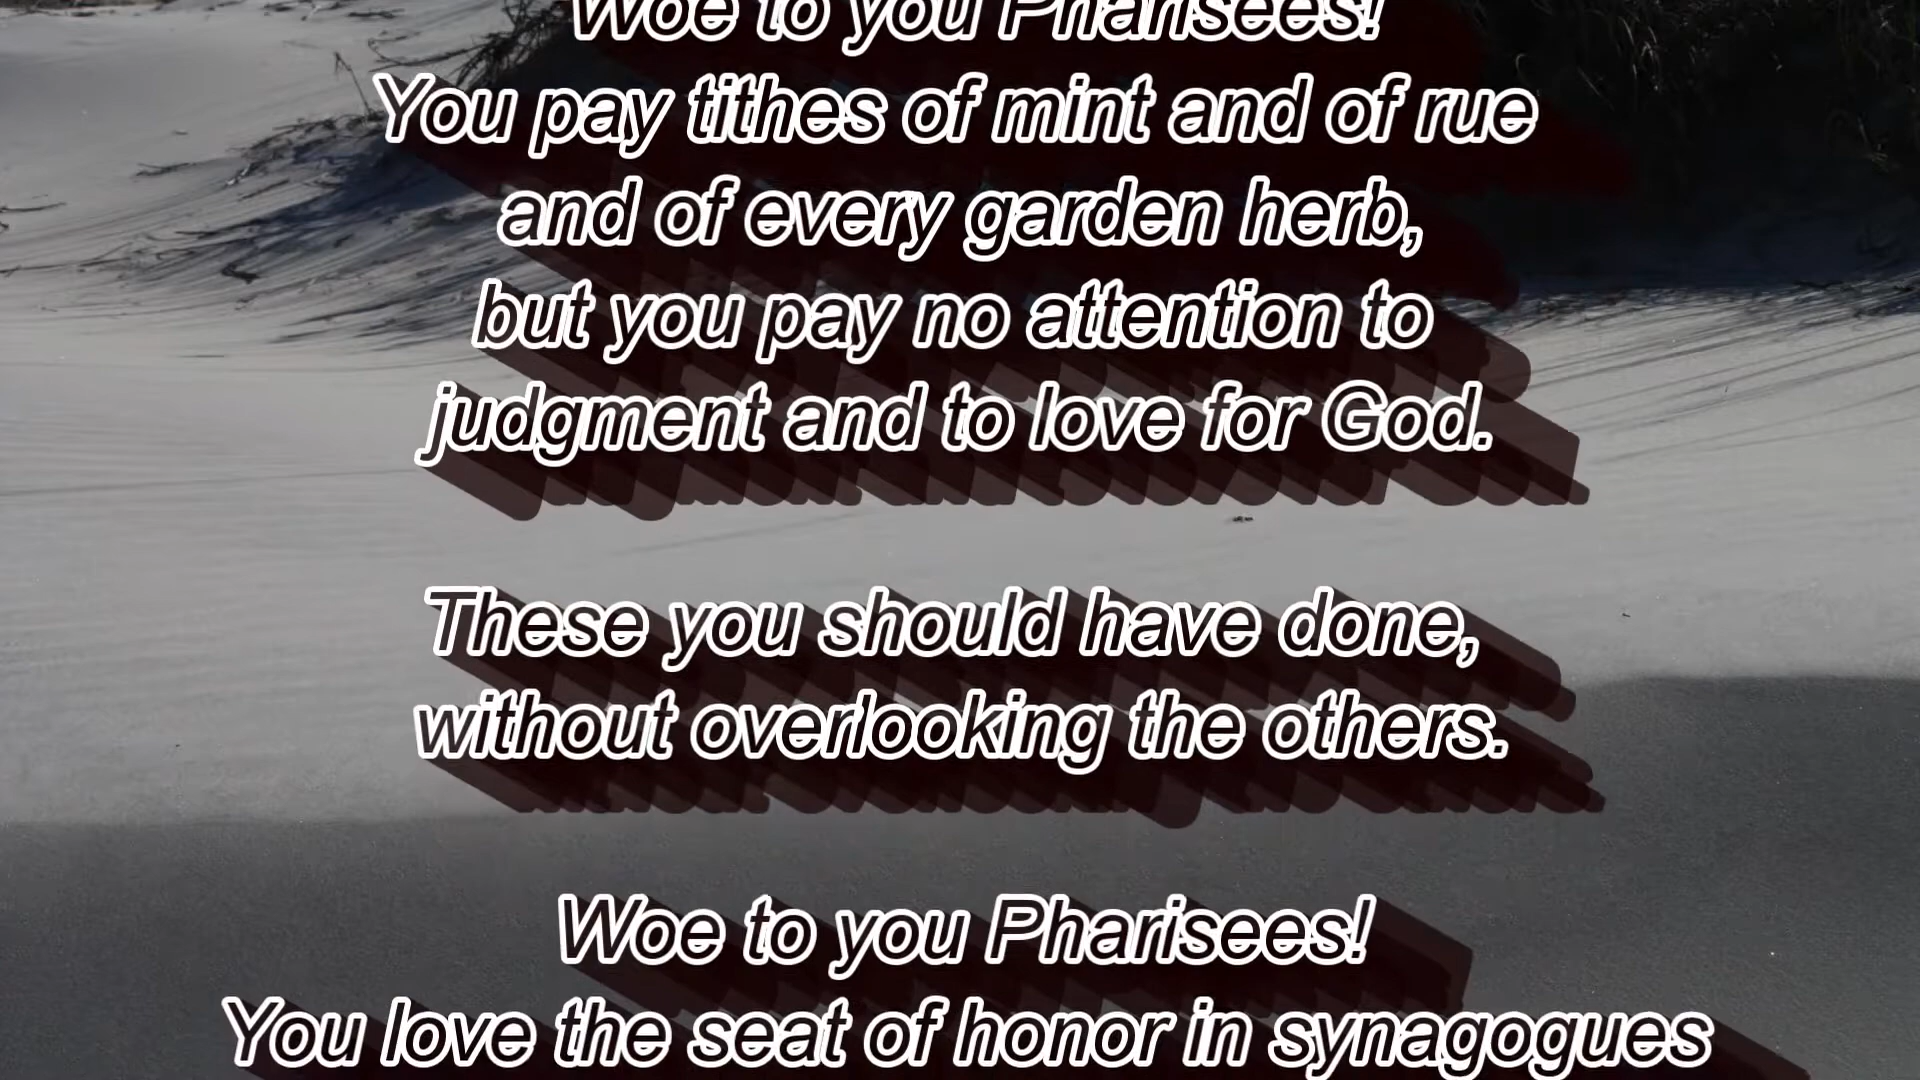 Woe to you Pharisees!
You pay tithes of mint and of rue
and of every garden herb,
but you pay no attention to
judgment and to love for God.
These you should have done,
without overlooking the others.
Woe to you Pharisees!
You love the seat of honor in synagogues